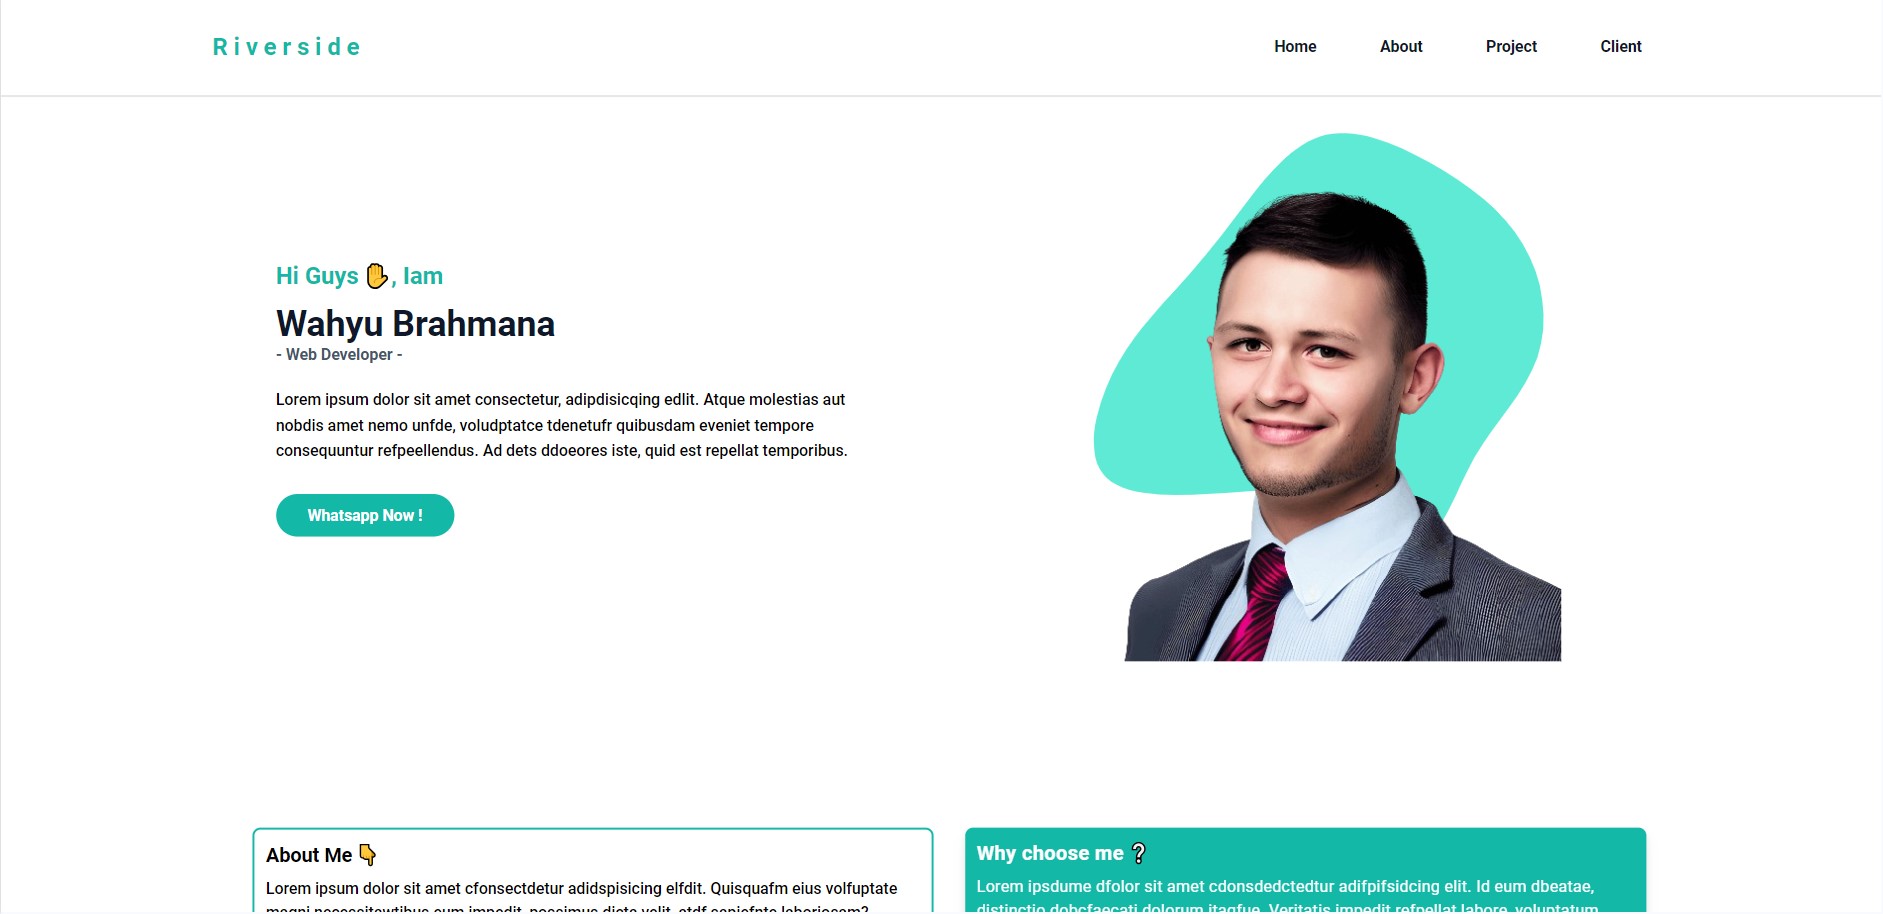 Riverside
Home About Project Client
Hi Guys ✋, Iam
Wahyu Brahmana
- Web Developer -
Lorem ipsum dolor sit amet consectetur, adipdisicqing edlit. Atque molestias aut
nobdis amet nemo unfde, voludptatce tdenetufr quibusdam eveniet tempore
consequuntur refpeellendus. Ad dets ddoeores iste, quid est repellat temporibus.
Whatsapp Now !
About Me 👇
Lorem ipsum dolor sit amet cfonsectdetur adidspisicing elfdit. Quisquafm eius volfuptate
Why choose me ❔
Lorem ipsdume dfolor sit amet cdonsdedctedtur adifpifsidcing elit. Id eum dbeatae,